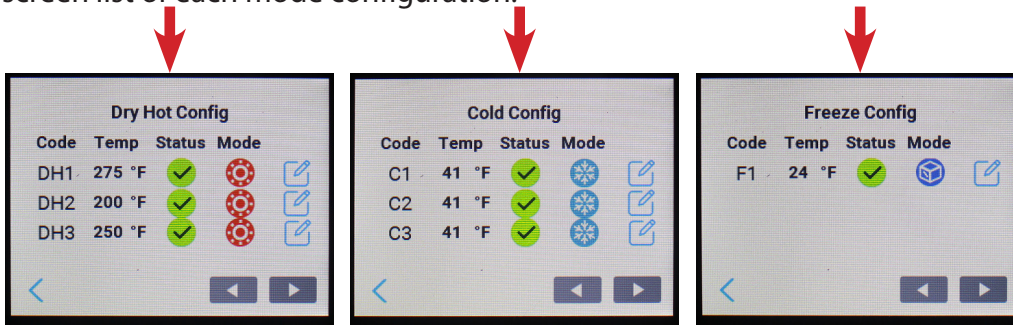 screen list of each mode configuration.
Dry Hot Config
Code Temp Status Mode
DH1 275 °F
DH2 200 °F
DH3 250 °F
Cold Config
Code Temp Status Mode
C1 41 °F
C2 41 °F
C3 41 °F
Freeze Config
Code Temp Status Mode
F1 24 °F